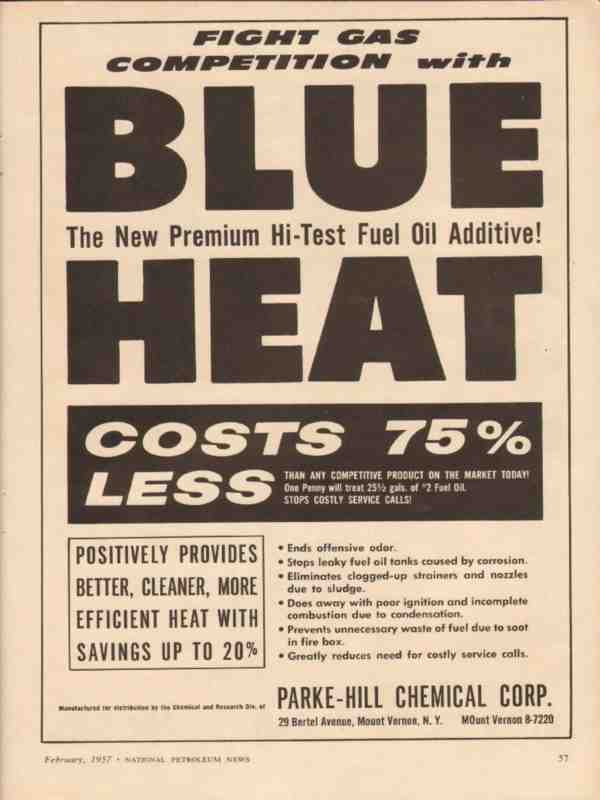 FIGHT GAS
COMPETITION with
BLUE
The New Premium Hi-Test Fuel Oil Additive!
HEAT
COSTS 75%
LESS
THAN ANY COMPETITIVE PRODUCT ON THE MARKET TODAY!
One Penny will treat 25½ gals. of #2 Fuel Oil.
STOPS COSTLY SERVICE CALLS!
POSITIVELY PROVIDES
BETTER, CLEANER, MORE
EFFICIENT HEAT WITH
SAVINGS UP TO 20%
• Ends offensive odor.
• Stops leaky fuel oil tanks caused by corrosion.
• Eliminates clogged-up strainers and nozzles
due to sludge.
• Does away with poor ignition and incomplete
combustion due to condensation.
• Prevents unnecessary waste of fuel due to soot
in fire box.
• Greatly reduces need for costly service calls.
Manufactured for distribution by the Chemical and Research Div. of
PARKE-HILL CHEMICAL CORP.
29 Bertel Avenue, Mount Vernon, N. Y. MOunt Vernon 8-7220
February, 1957 • NATIONAL PETROLEUM NEWS
57